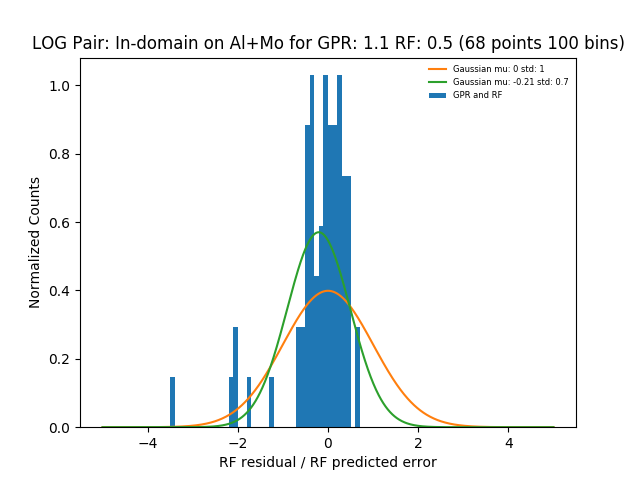 LOG Pair: In-domain on Al+Mo for GPR: 1.1 RF: 0.5 (68 points 100 bins)
Gaussian mu: 0 std: 1
Gaussian mu: -0.21 std: 0.7
GPR and RF
Normalized Counts
1.0
0.8
0.6
0.4
0.2
0.0
−4
−2
0
2
4
RF residual / RF predicted error